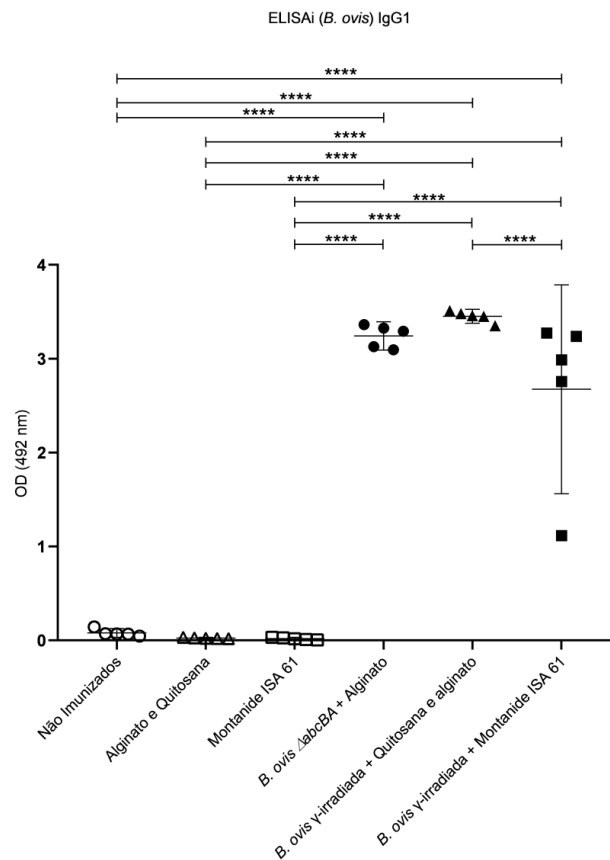 ELISAi (B. ovis) IgG1
****
****
****
****
****
****
****
****
**** ****
4
3
2
1
0
OD (492 nm)
Não Imunizados
Alginato e Quitosana
Montanide ISA 61
B. ovis ΔabcBA + Alginato
B. ovis γ-irradiada + Quitosana e alginato
B. ovis γ-irradiada + Montanide ISA 61